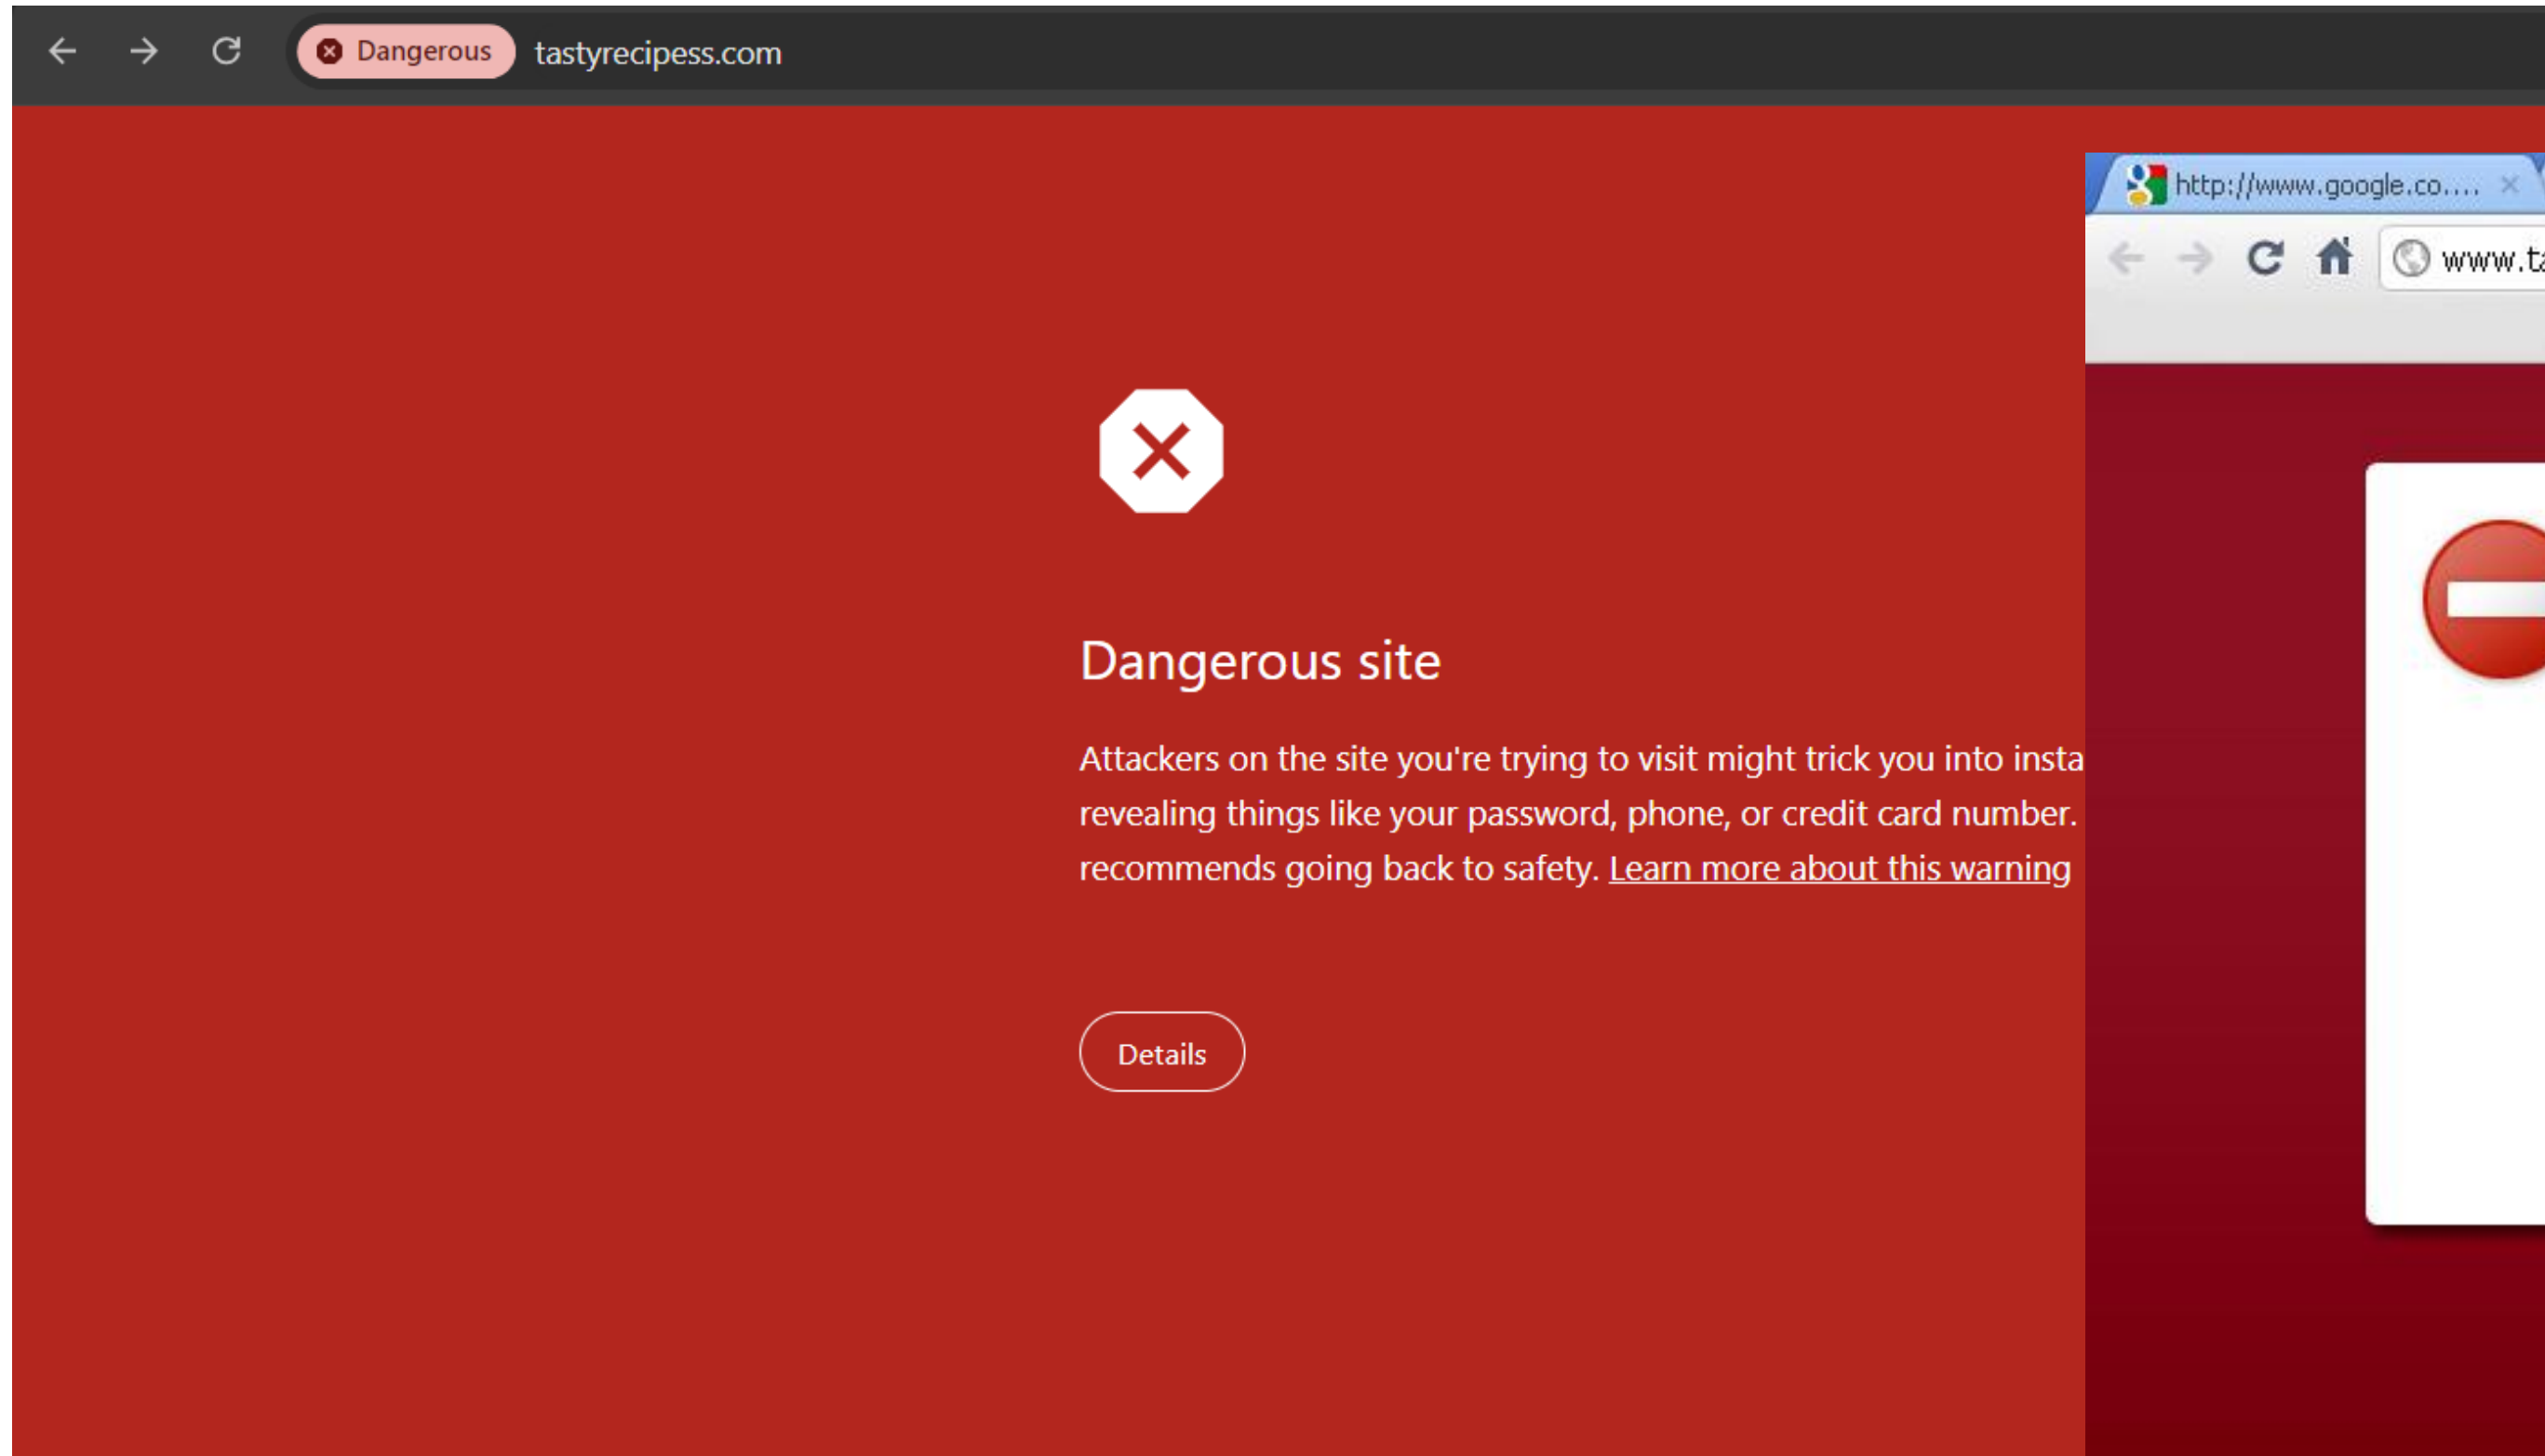 Dangerous tastyrecipess.com
http://www.google.co....
www.ta
Dangerous site
Attackers on the site you're trying to visit might trick you into insta
revealing things like your password, phone, or credit card number.
recommends going back to safety. Learn more about this warning
Details